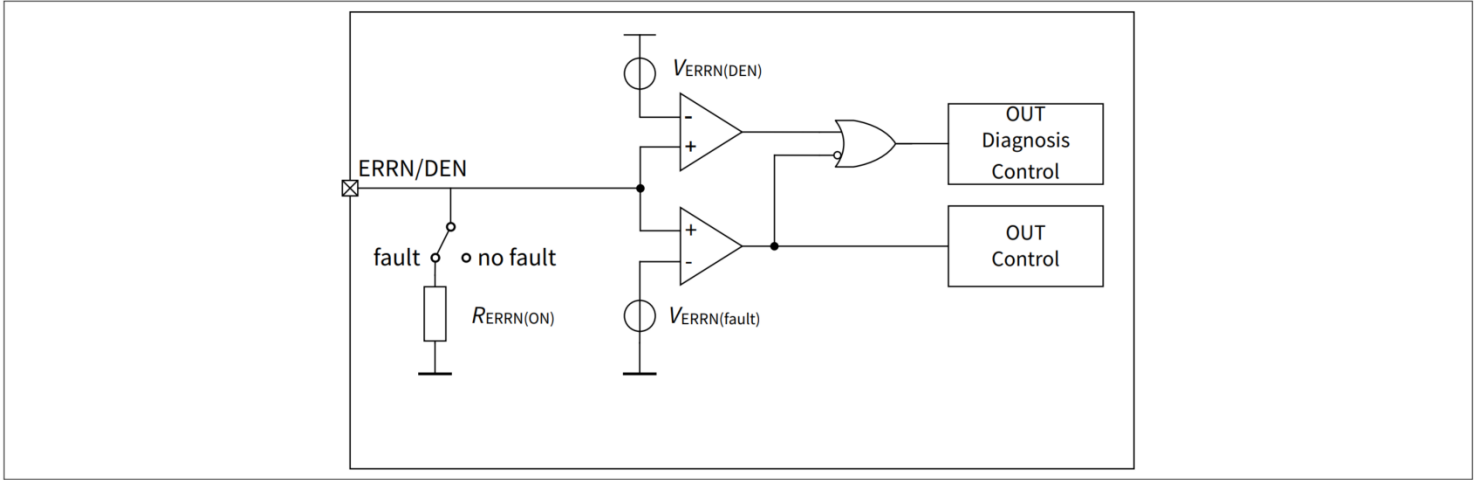 VERRN(DEN)
-
+
OUT
Diagnosis
Control
ERRN/DEN
+
-
fault
no fault
OUT
Control
RERRN(ON)
VERRN(fault)